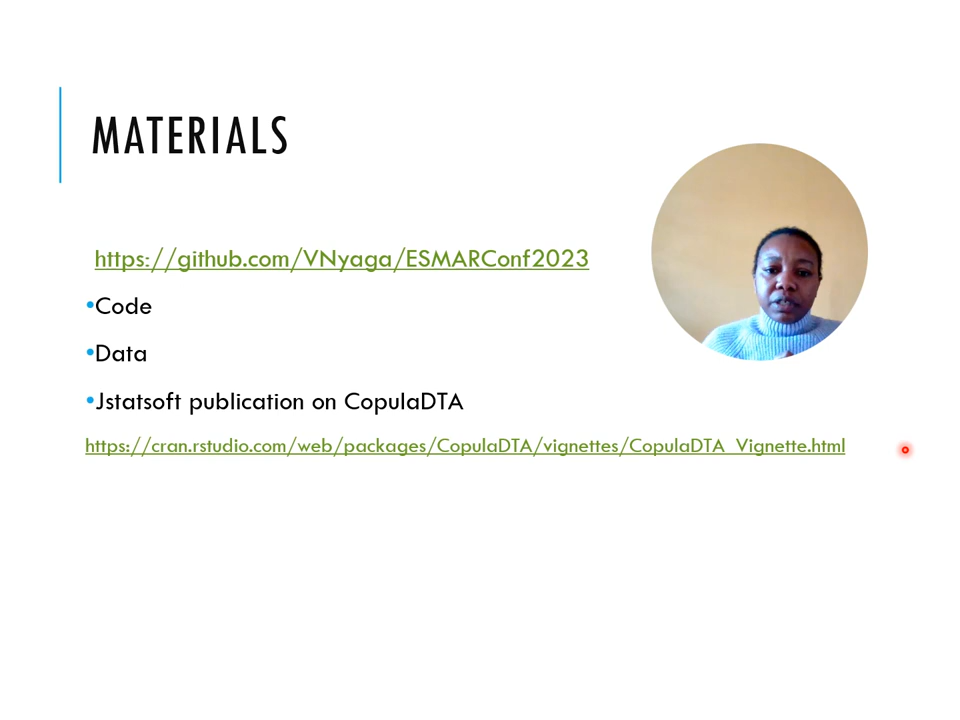 MATERIALS
https://github.com/VNyaga/ESMARConf2023
•Code
•Data
•Jstatsoft publication on CopulaDTA
https://cran.rstudio.com/web/packages/CopulaDTA/vignettes/CopulaDTA_Vignette.html